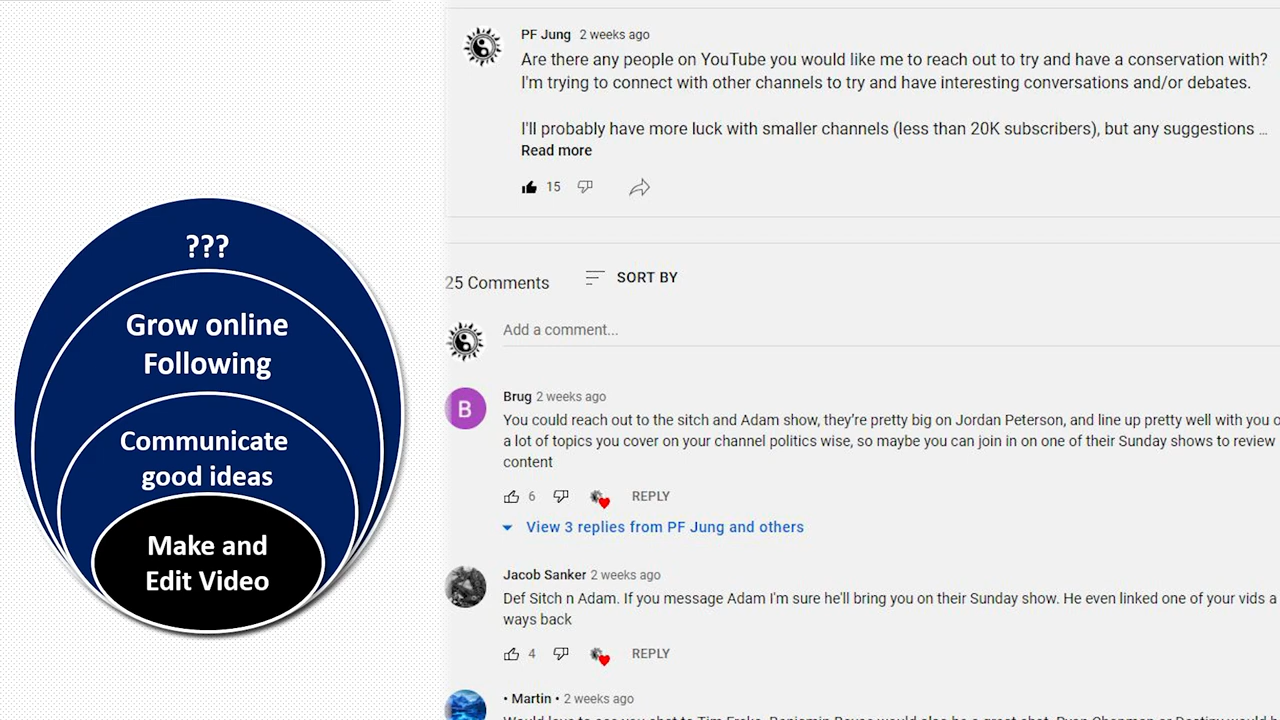 ???
Grow online
Following
Communicate
good ideas
Make and
Edit Video
PF Jung 2 weeks ago
Are there any people on YouTube you would like me to reach out to try and have a conservation with?
I'm trying to connect with other channels to try and have interesting conversations and/or debates.
I'll probably have more luck with smaller channels (less than 20K subscribers), but any suggestions ...
Read more
15
25 Comments SORT BY
Add a comment...
B
Brug 2 weeks ago
You could reach out to the sitch and Adam show, they're pretty big on Jordan Peterson, and line up pretty well with you o
a lot of topics you cover on your channel politics wise, so maybe you can join in on one of their Sunday shows to review
content
6 REPLY
View 3 replies from PF Jung and others
Jacob Sanker 2 weeks ago
Def Sitch n Adam. If you message Adam I'm sure he'll bring you on their Sunday show. He even linked one of your vids a
ways back
4 REPLY
• Martin • 2 weeks ago